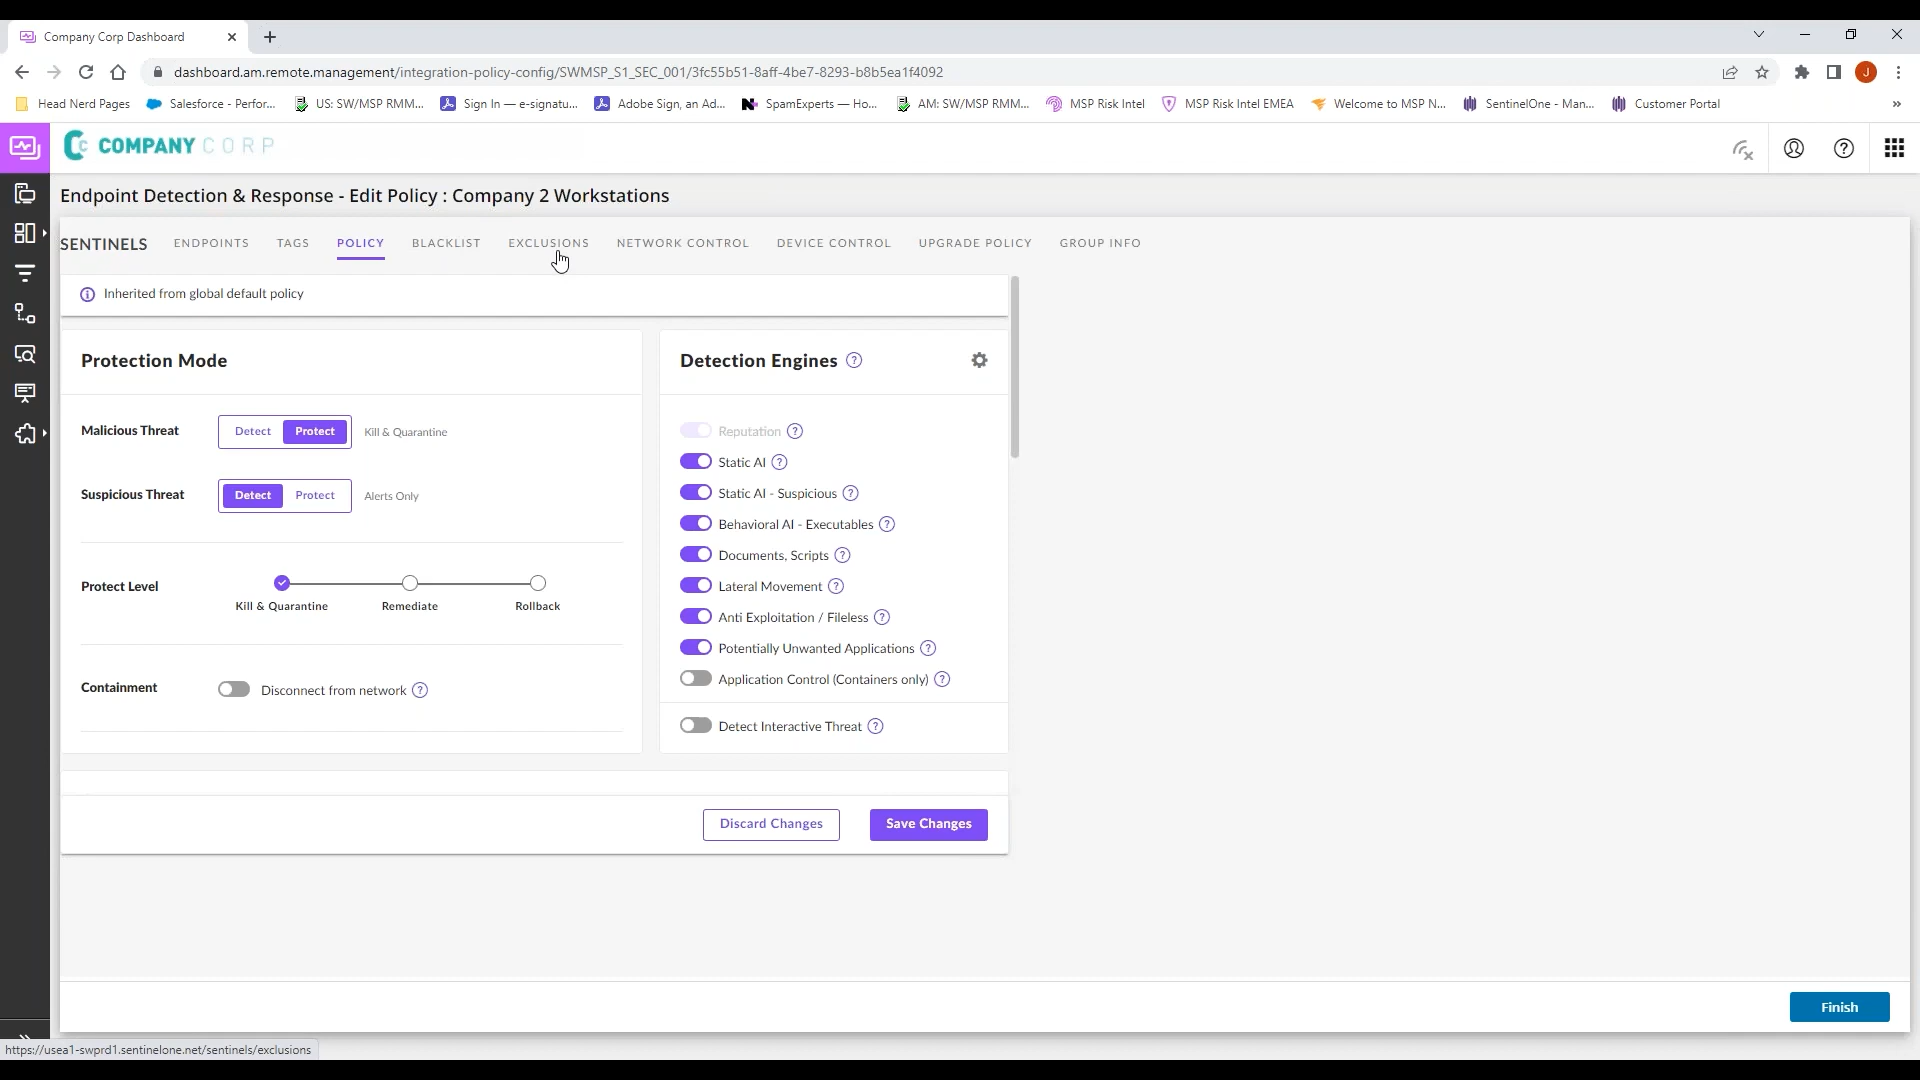 Company Corp Dashboard
dashboard.am.remote.management/integration-policy-config/SWMSP_S1_SEC_001/3fc55b51-8aff-4be7-8293-b8b5ea1f4092
J
Head Nerd Pages
Salesforce - Perfor...
US: SW/MSP RMM...
Sign In — e-signatu...
Adobe Sign, an Ad...
SpamExperts — Ho...
AM: SW/MSP RMM...
MSP Risk Intel
MSP Risk Intel EMEA
Welcome to MSP N...
SentinelOne - Man...
Customer Portal
»
COMPANY CORP
Endpoint Detection & Response - Edit Policy : Company 2 Workstations
SENTINELS
ENDPOINTS
TAGS
POLICY
BLACKLIST
EXCLUSIONS
NETWORK CONTROL
DEVICE CONTROL
UPGRADE POLICY
GROUP INFO
Inherited from global default policy
Protection Mode
Malicious Threat
Detect
Protect
Kill & Quarantine
Suspicious Threat
Detect
Protect
Alerts Only
Protect Level
Kill & Quarantine
Remediate
Rollback
Containment
Disconnect from network
Detection Engines
Reputation
Static AI
Static AI - Suspicious
Behavioral AI - Executables
Documents, Scripts
Lateral Movement
Anti Exploitation / Fileless
Potentially Unwanted Applications
Application Control (Containers only)
Detect Interactive Threat
Discard Changes
Save Changes
Finish
https://usea1-swprd1.sentinelone.net/sentinels/exclusions